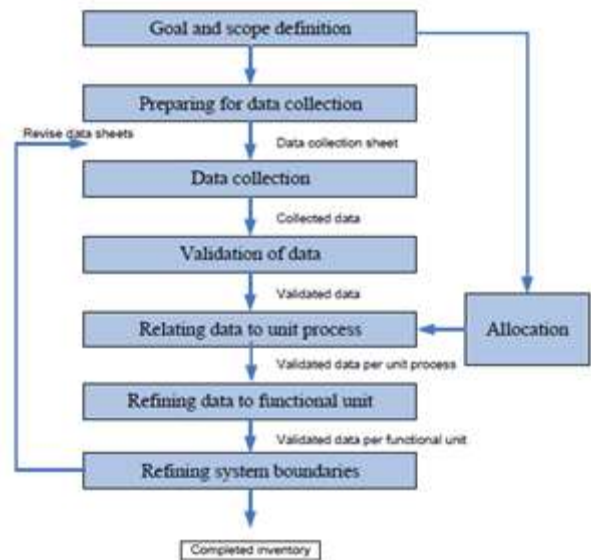 Goal and scope definition
Preparing for data collection
Revise data sheets
Data collection sheet
Data collection
Collected data
Validation of data
Validated data
Relating data to unit process
Allocation
Validated data per unit process
Refining data to functional unit
Validated data per functional unit
Refining system boundaries
Completed inventory